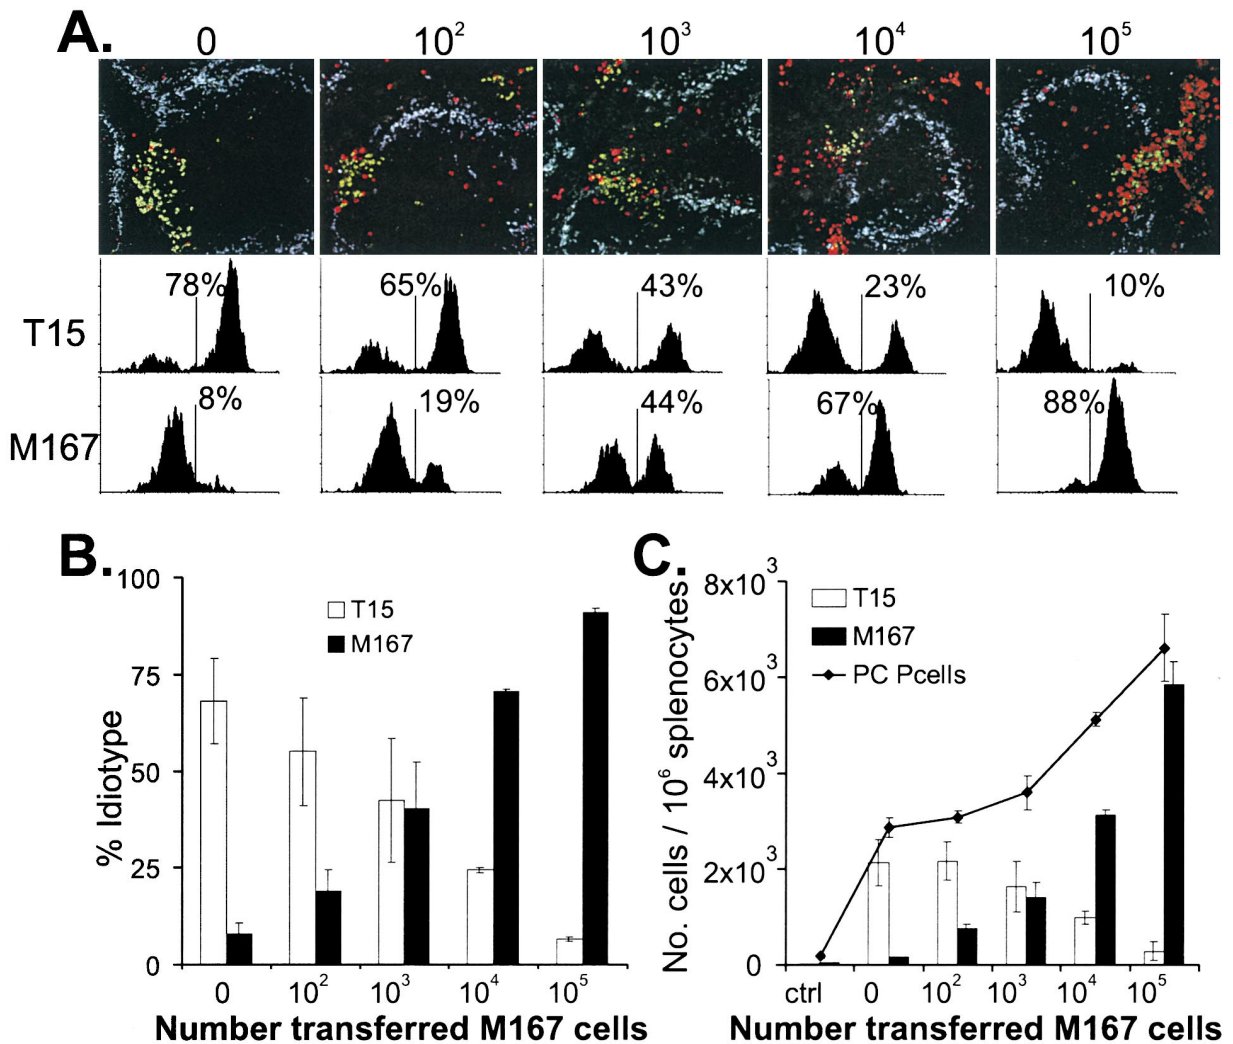 A. 0 10² 10³ 10⁴ 10⁵
T15 78% 65% 43% 23% 10%
M167 8% 19% 44% 67% 88%
B.
100
75
50
25
0
% Idiotype
T15
M167
0 10² 10³ 10⁴ 10⁵
Number transferred M167 cells
C.
8x10³
6x10³
4x10³
2x10³
0
No. cells / 10⁶ splenocytes
T15
M167
PC Pcells
ctrl 0 10² 10³ 10⁴ 10⁵
Number transferred M167 cells